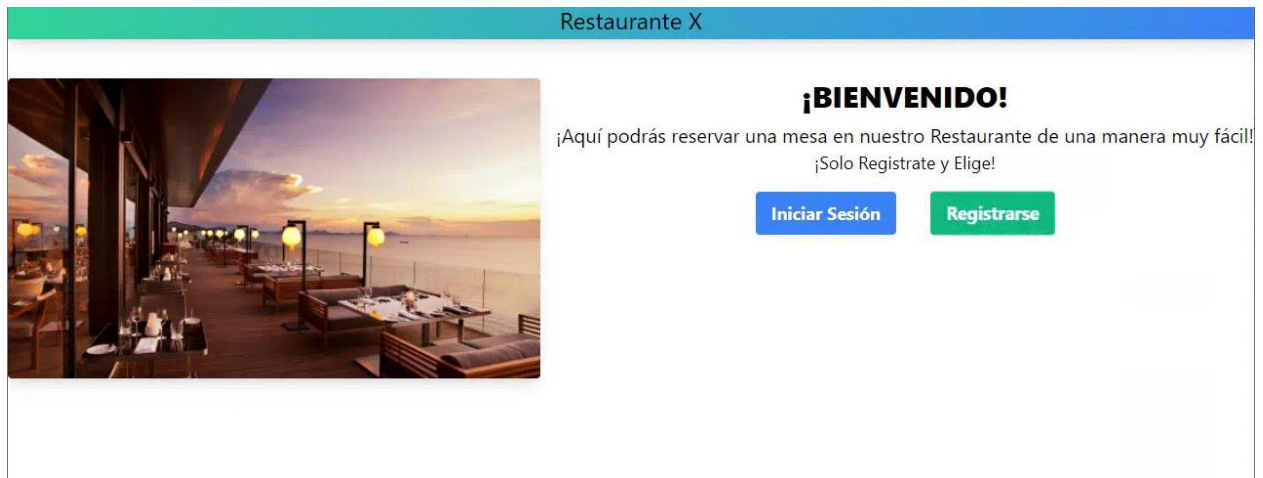 Restaurante X
¡BIENVENIDO!
¡Aquí podrás reservar una mesa en nuestro Restaurante de una manera muy fácil!
¡Solo Registrate y Elige!
Iniciar Sesión
Registrarse